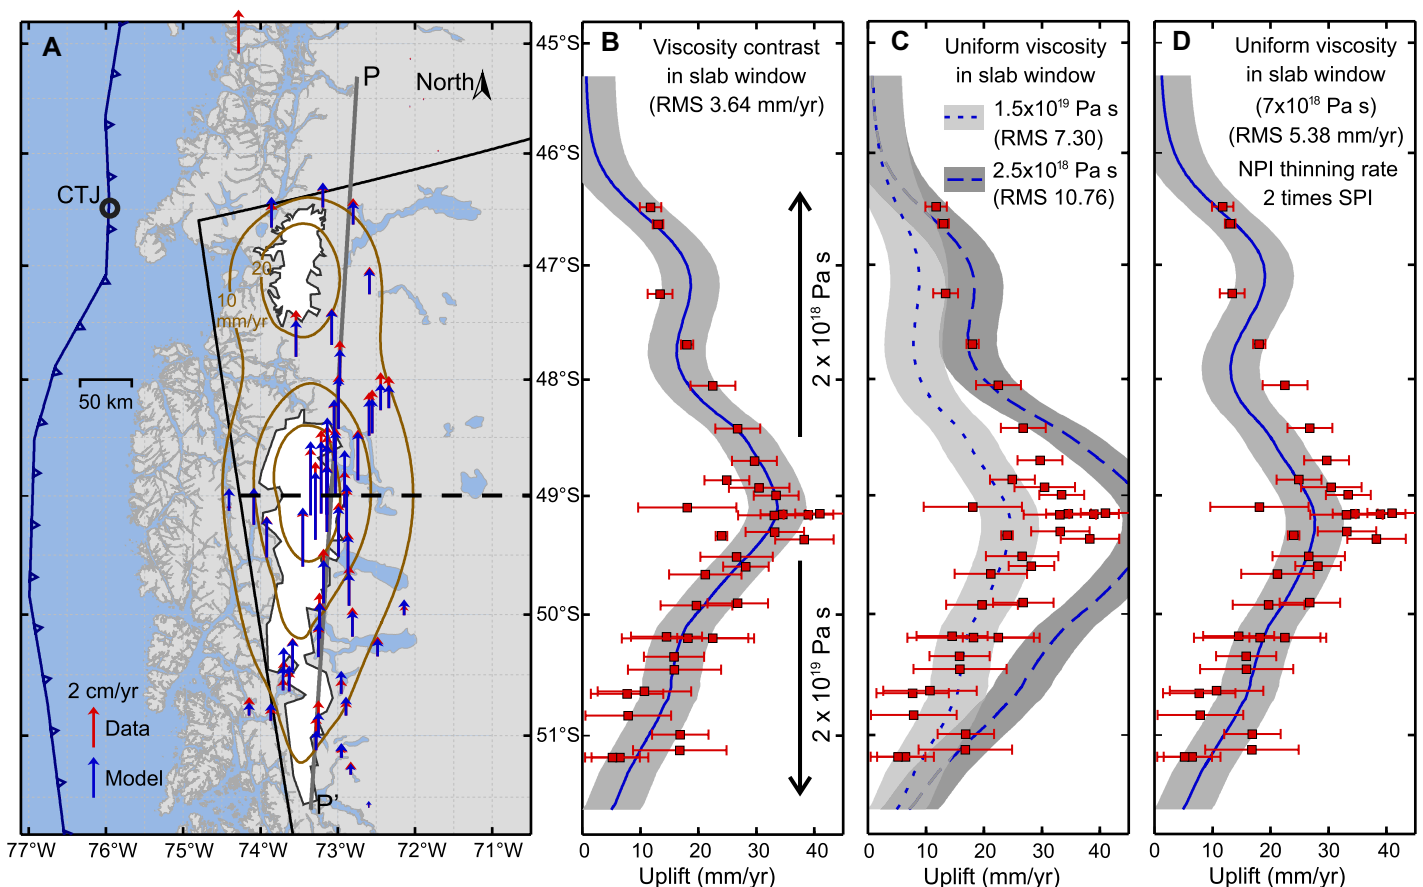 A
P
North
CTJ
20
10
mm/yr
50 km
2 cm/yr
Data
Model
P’
77°W
76°W
75°W
74°W
73°W
72°W
71°W
45°S
46°S
47°S
48°S
49°S
50°S
51°S
B
Viscosity contrast
in slab window
(RMS 3.64 mm/yr)
2 x 10¹⁸ Pa s
2 x 10¹⁹ Pa s
0
10
20
30
40
Uplift (mm/yr)
C
Uniform viscosity
in slab window
1.5x10¹⁹ Pa s
(RMS 7.30)
2.5x10¹⁸ Pa s
(RMS 10.76)
0
10
20
30
40
Uplift (mm/yr)
D
Uniform viscosity
in slab window
(7x10¹⁸ Pa s)
(RMS 5.38 mm/yr)
NPI thinning rate
2 times SPI
0
10
20
30
40
Uplift (mm/yr)